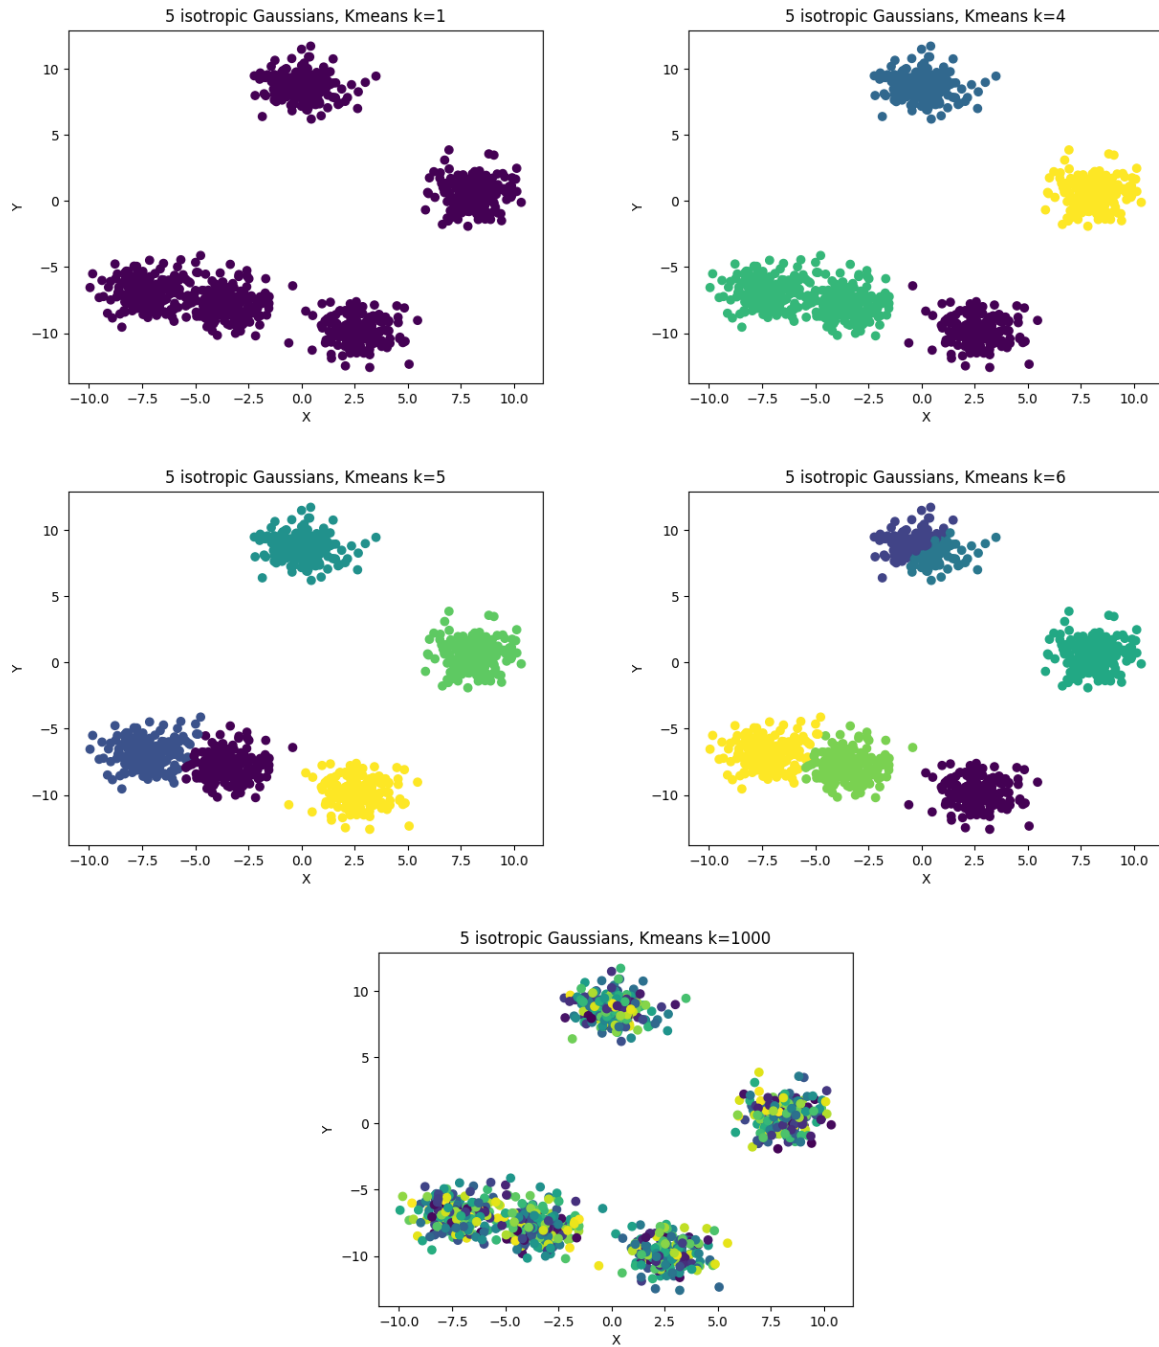 5 isotropic Gaussians, Kmeans k=1
10
5
0
−5
−10
Y
−10.0 −7.5 −5.0 −2.5 0.0 2.5 5.0 7.5 10.0
X
5 isotropic Gaussians, Kmeans k=4
10
5
0
−5
−10
Y
−10.0 −7.5 −5.0 −2.5 0.0 2.5 5.0 7.5 10.0
X
5 isotropic Gaussians, Kmeans k=5
10
5
0
−5
−10
Y
−10.0 −7.5 −5.0 −2.5 0.0 2.5 5.0 7.5 10.0
X
5 isotropic Gaussians, Kmeans k=6
10
5
0
−5
−10
Y
−10.0 −7.5 −5.0 −2.5 0.0 2.5 5.0 7.5 10.0
X
5 isotropic Gaussians, Kmeans k=1000
10
5
0
−5
−10
Y
−10.0 −7.5 −5.0 −2.5 0.0 2.5 5.0 7.5 10.0
X